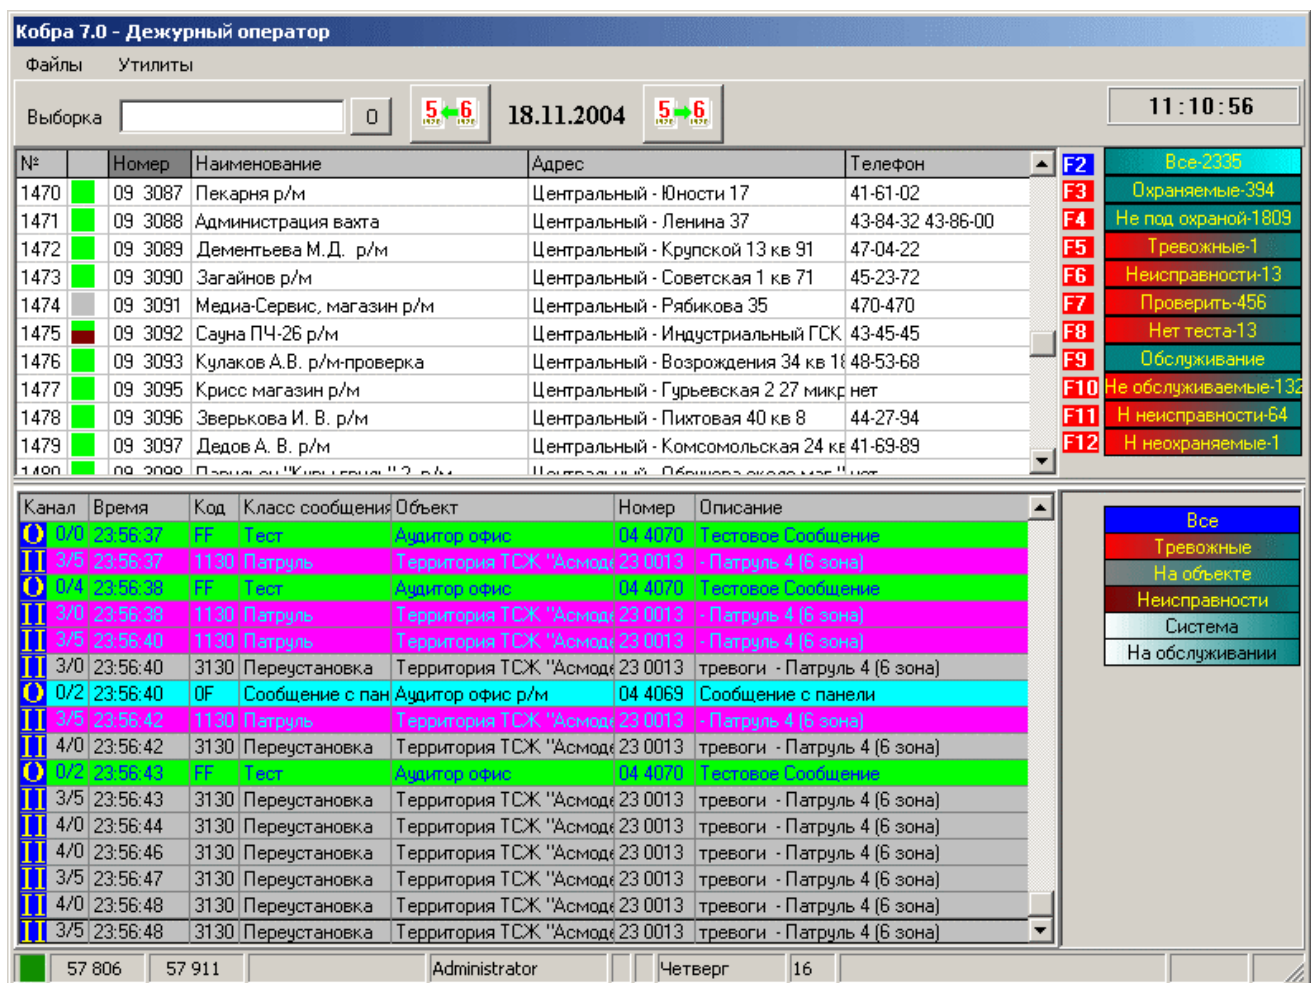 Кобра 7.0 - Дежурный оператор
Файлы Утилиты
Выборка 0 5 6 18.11.2004 5 6 11:10:56
№ Номер Наименование Адрес Телефон
1470 09 3087 Пекарня р/м Центральный - Юности 17 41-61-02
1471 09 3088 Администрация вахта Центральный - Ленина 37 43-84-32 43-86-00
1472 09 3089 Дементьева М.Д. р/м Центральный - Крупской 13 кв 91 47-04-22
1473 09 3090 Загайнов р/м Центральный - Советская 1 кв 71 45-23-72
1474 09 3091 Медиа-Сервис, магазин р/м Центральный - Рябикова 35 470-470
1475 09 3092 Сауна ПЧ-26 р/м Центральный - Индустриальный ГСК 43-45-45
1476 09 3093 Кулаков А.В. р/м-проверка Центральный - Возрождения 34 кв 18 48-53-68
1477 09 3095 Крисс магазин р/м Центральный - Гурьевская 2 27 микр нет
1478 09 3096 Зверькова И. В. р/м Центральный - Пихтовая 40 кв 8 44-27-94
1479 09 3097 Дедов А. В. р/м Центральный - Комсомольская 24 кв 41-69-89
1480 09 3098
F2 Все-2335
F3 Охраняемые-394
F4 Не под охраной-1809
F5 Тревожные-1
F6 Неисправности-13
F7 Проверить-456
F8 Нет теста-13
F9 Обслуживание
F10 Не обслуживаемые-132
F11 Н неисправности-64
F12 Н неохраняемые-1
Канал Время Код Класс сообщения Объект Номер Описание
O 0/0 23:56:37 FF Тест Аудитор офис 04 4070 Тестовое Сообщение
II 3/5 23:56:37 1130 Патруль Территория ТСЖ "Асмоде 23 0013 - Патруль 4 (6 зона)
O 0/4 23:56:38 FF Тест Аудитор офис 04 4070 Тестовое Сообщение
II 3/0 23:56:38 1130 Патруль Территория ТСЖ "Асмоде 23 0013 - Патруль 4 (6 зона)
II 3/5 23:56:40 1130 Патруль Территория ТСЖ "Асмоде 23 0013 - Патруль 4 (6 зона)
II 3/0 23:56:40 3130 Переустановка Территория ТСЖ "Асмоде 23 0013 тревоги - Патруль 4 (6 зона)
O 0/2 23:56:40 0F Сообщение с пан Аудитор офис р/м 04 4069 Сообщение с панели
II 3/5 23:56:42 1130 Патруль Территория ТСЖ "Асмоде 23 0013 - Патруль 4 (6 зона)
II 4/0 23:56:42 3130 Переустановка Территория ТСЖ "Асмоде 23 0013 тревоги - Патруль 4 (6 зона)
O 0/2 23:56:43 FF Тест Аудитор офис 04 4070 Тестовое Сообщение
II 3/5 23:56:43 3130 Переустановка Территория ТСЖ "Асмоде 23 0013 тревоги - Патруль 4 (6 зона)
II 4/0 23:56:44 3130 Переустановка Территория ТСЖ "Асмоде 23 0013 тревоги - Патруль 4 (6 зона)
II 4/0 23:56:46 3130 Переустановка Территория ТСЖ "Асмоде 23 0013 тревоги - Патруль 4 (6 зона)
II 3/5 23:56:47 3130 Переустановка Территория ТСЖ "Асмоде 23 0013 тревоги - Патруль 4 (6 зона)
II 4/0 23:56:48 3130 Переустановка Территория ТСЖ "Асмоде 23 0013 тревоги - Патруль 4 (6 зона)
II 3/5 23:56:48 3130 Переустановка Территория ТСЖ "Асмоде 23 0013 тревоги - Патруль 4 (6 зона)
Все
Тревожные
На объекте
Неисправности
Система
На обслуживании
57 806 57 911 Administrator Четверг 16